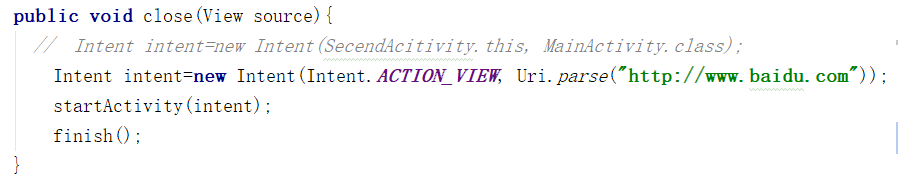 public void close(View source){
// Intent intent=new Intent(SecendAcitivity.this, MainActivity.class);
Intent intent=new Intent(Intent.ACTION_VIEW, Uri.parse("http://www.baidu.com"));
startActivity(intent);
finish();
}